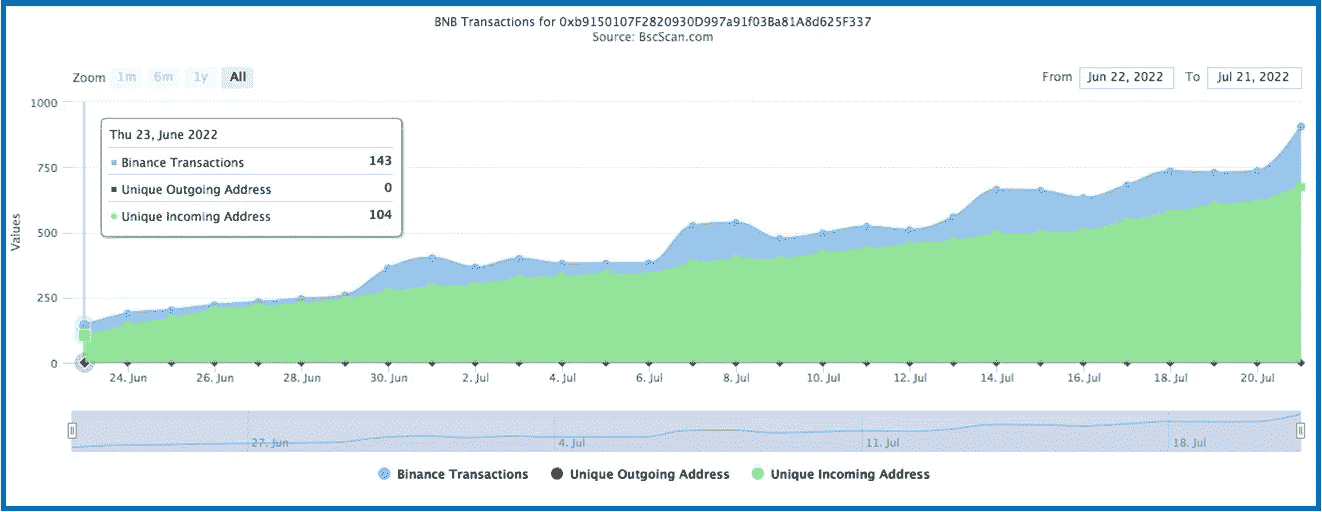 BNB Transactions for 0xb9150107F2820930D997a91f03Ba81A8d625F337
Source: BscScan.com
Zoom 1m 6m 1y All
From Jun 22, 2022 To Jul 21, 2022
1000
750
500
250
0
Values
Thu 23, June 2022
Binance Transactions 143
Unique Outgoing Address 0
Unique Incoming Address 104
24. Jun 26. Jun 28. Jun 30. Jun 2. Jul 4. Jul 6. Jul 8. Jul 10. Jul 12. Jul 14. Jul 16. Jul 18. Jul 20. Jul
27. Jun 4. Jul 11. Jul 18. Jul
Binance Transactions Unique Outgoing Address Unique Incoming Address